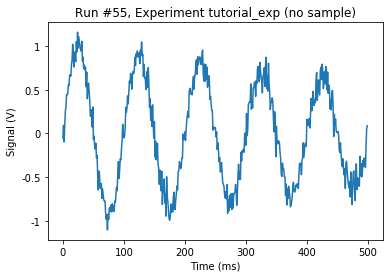 Run #55, Experiment tutorial_exp (no sample)
Signal (V)
1
0.5
0
-0.5
-1
0 100 200 300 400 500
Time (ms)